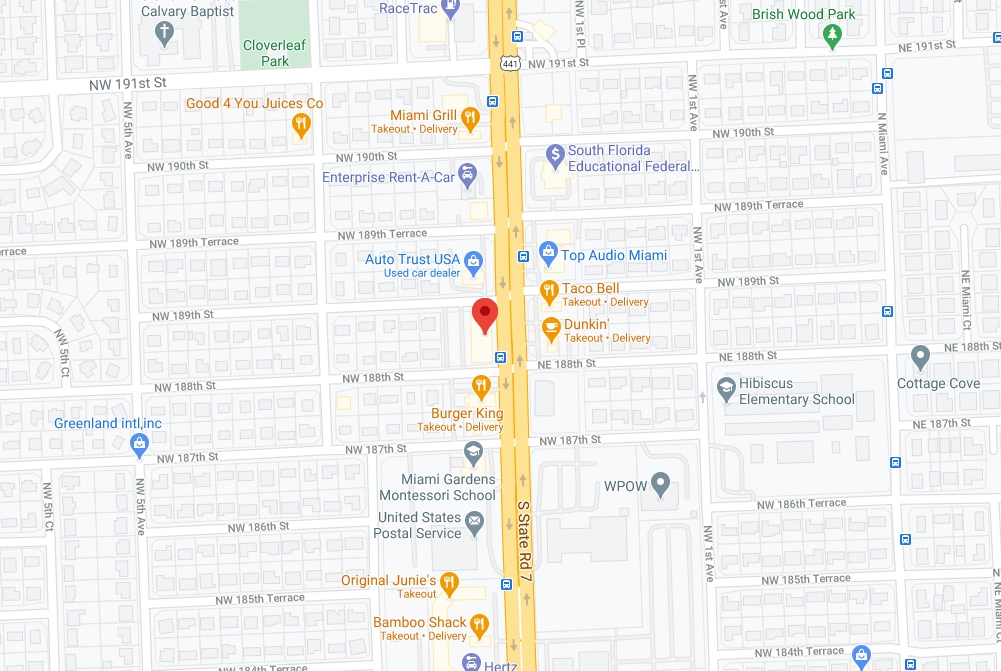 Calvary Baptist
RaceTrac
NW 1st Pl
NW 1st Ave
Brish Wood Park
Cloverleaf
Park
NE 191st St
441
NW 191st St
NW 191st St
Good 4 You Juices Co
NW 5th Ave
Miami Grill
Takeout • Delivery
NW 1st Ave
NW 190th St
N Miami Ave
NW 190th St
South Florida
Educational Federal...
Enterprise Rent-A-Car
NW 189th Terrace
NW 189th Terrace
NW 189th Terrace
errace
Auto Trust USA
Used car dealer
Top Audio Miami
NW 1st Ave
NW 189th St
Taco Bell
Takeout • Delivery
NE Miami Ct
NW 189th St
Dunkin'
Takeout • Delivery
NW 5th Ct
NE 188th St
NE 188th St
NE 188th St
NW 188th St
NW 188th St
Cottage Cove
Hibiscus
Elementary School
Burger King
Takeout • Delivery
Greenland intl,inc
NE 187th St
NW 187th St
NW 187th St
NW 187th St
Miami Gardens
Montessori School
WPOW
NW 5th Ct
NW 5th Ave
NW 186th Terrace
United States
Postal Service
S State Rd 7
NW 186th St
NW 1st Ave
Original Junie's
Takeout
NW 185th Terrace
NW 185th Terrace
NE Miami
Bamboo Shack
Takeout • Delivery
NW 184th Terrace
NW 184th Terrace
Hertz